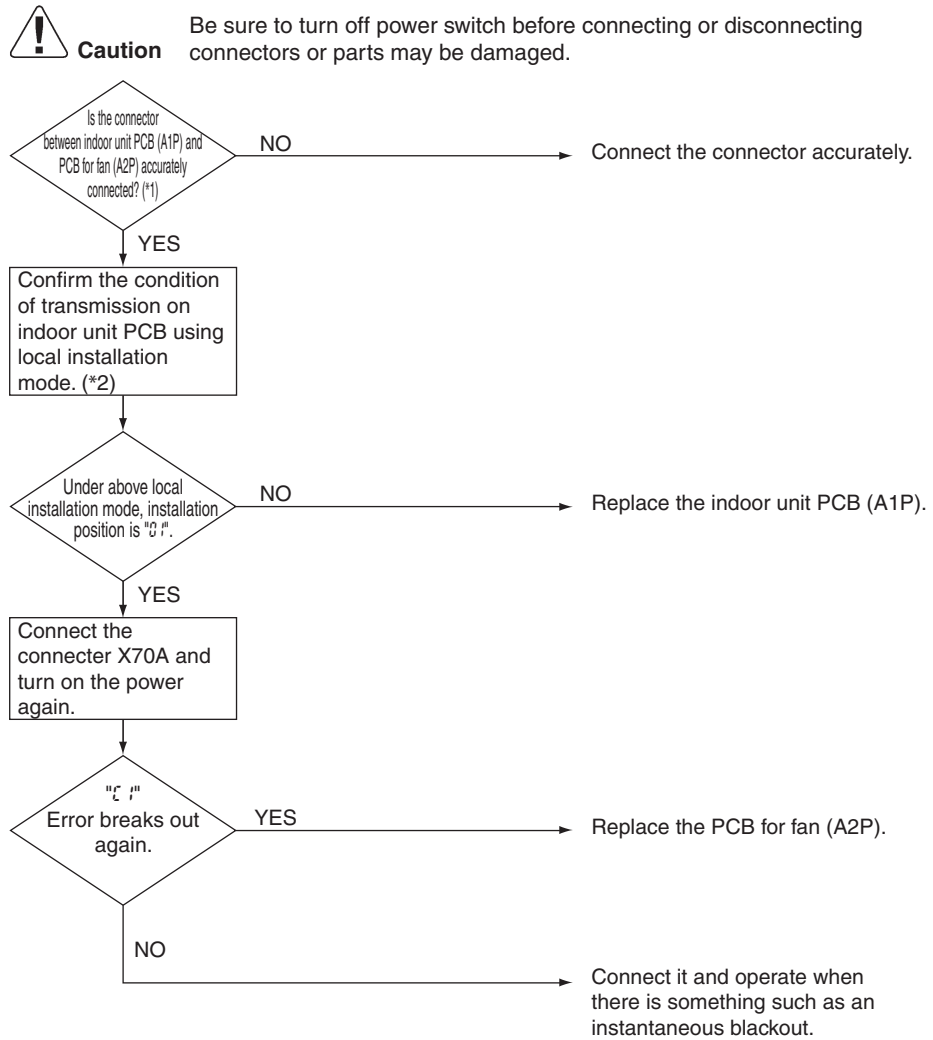 Be sure to turn off power switch before connecting or disconnecting
Caution
connectors or parts may be damaged.
Is the connector
between indoor unit PCB (A1P) and
PCB for fan (A2P) accurately
connected? (*1)
NO
Connect the connector accurately.
YES
Confirm the condition
of transmission on
indoor unit PCB using
local installation
mode. (*2)
Under above local
installation mode, installation
position is "01".
NO
Replace the indoor unit PCB (A1P).
YES
Connect the
connecter X70A and
turn on the power
again.
"C1"
Error breaks out
again.
YES
Replace the PCB for fan (A2P).
NO
Connect it and operate when
there is something such as an
instantaneous blackout.